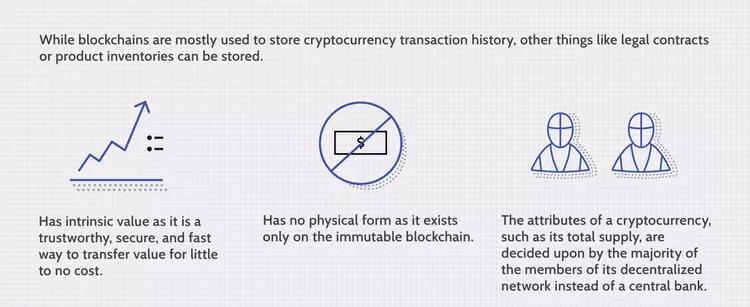 While blockchains are mostly used to store cryptocurrency transaction history, other things like legal contracts
or product inventories can be stored.
$
Has intrinsic value as it is a
trustworthy, secure, and fast
way to transfer value for little
to no cost.
Has no physical form as it exists
only on the immutable blockchain.
The attributes of a cryptocurrency,
such as its total supply, are
decided upon by the majority of
the members of its decentralized
network instead of a central bank.